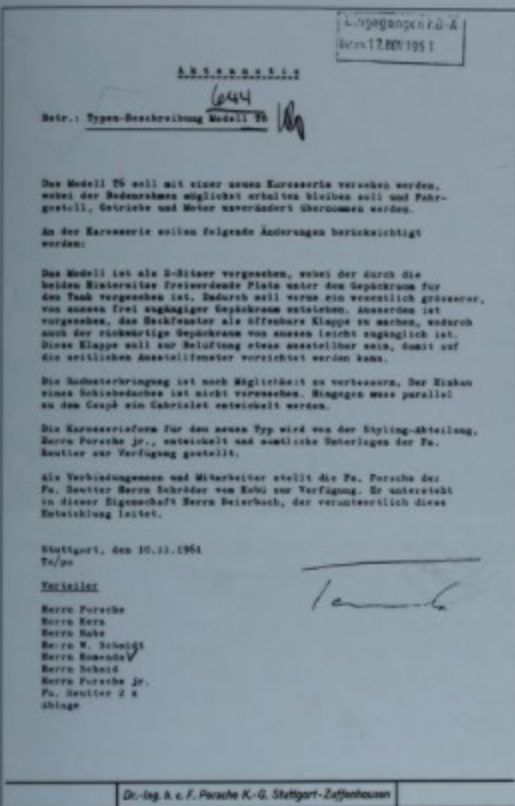 Eingegangen K.B-A
17.NOV 1961
Aktennotiz
644
Betr.: Typen-Beschreibung Modell T6
Das Modell T6 soll mit einer neuen Karosserie versehen werden,
wobei der Bodenrahmen möglichst erhalten bleiben soll und Fahr-
gestell, Getriebe und Motor unverändert übernommen werden.
An der Karosserie sollen folgende Änderungen berücksichtigt
werden:
Das Modell ist als 2-Sitzer vorgesehen, wobei der durch die
beiden Hintersitze freiwerdende Platz unter dem Gepäckraum für
den Tank vorgesehen ist. Dadurch soll vorne ein wesentlich grösserer,
von aussen frei zugängiger Gepäckraum entstehen. Ausserdem ist
vorgesehen, das Heckfenster als offenbare Klappe zu machen, wodurch
auch der rückwärtige Gepäckraum von aussen leicht zugänglich ist.
Diese Klappe soll zur Belüftung etwas ausstellbar sein, damit auf
die seitlichen Ausstellfenster verzichtet werden kann.
Die Radunterbringung ist nach Möglichkeit zu verbessern. Der Einbau
eines Schiebedaches ist nicht vorzusehen. Hingegen muss parallel
zu dem Coupé ein Cabriolet entwickelt werden.
Die Karosserieform für den neuen Typ wird von der Styling-Abteilung,
Herrn Porsche jr., entwickelt und samtliche Unterlagen der Fa.
Reutter zur Verfügung gestellt.
Als Verbindungsmann und Mitarbeiter stellt die Fa. Porsche der
Fa. Reutter Herrn Schröder vom Kobü zur Verfügung. Er untersteht
in dieser Eigenschaft Herrn Beierbach, der verantwortlich diese
Entwicklung leitet.
Stuttgart, den 10.11.1961
To/po
Verteiler
Herrn Porsche
Herrn Kern
Herrn Rabe
Herrn W. Schmidt
Herrn Komenda
Herrn Schmid
Herrn Porsche jr.
Fa. Reutter 2 x
Ablage
Dr.-Ing. h. c. F. Porsche K.-G. Stuttgart-Zuffenhausen